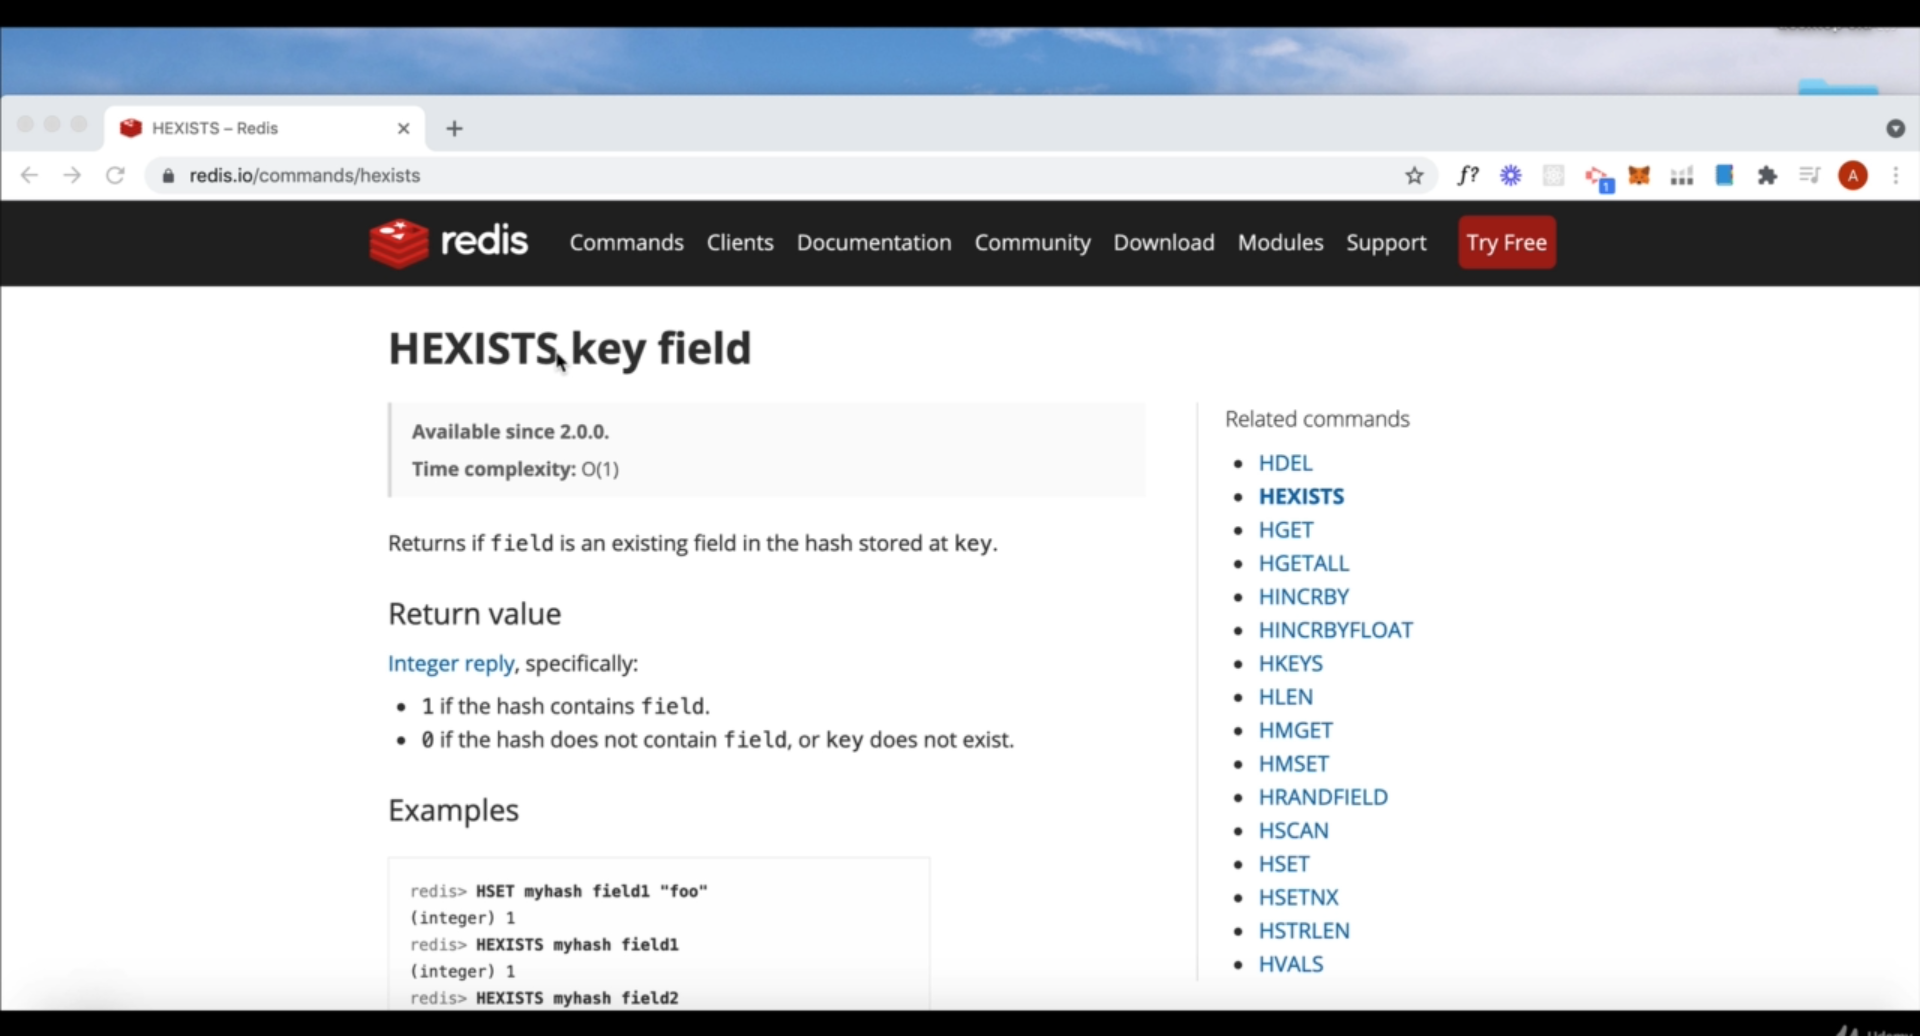 HEXISTS – Redis
redis.io/commands/hexists
f?
1
A
redis Commands Clients Documentation Community Download Modules Support Try Free
HEXISTS key field
Available since 2.0.0.
Time complexity: O(1)
Returns if field is an existing field in the hash stored at key.
Return value
Integer reply, specifically:
1 if the hash contains field.
0 if the hash does not contain field, or key does not exist.
Examples
redis> HSET myhash field1 "foo"
(integer) 1
redis> HEXISTS myhash field1
(integer) 1
redis> HEXISTS myhash field2
Related commands
HDEL
HEXISTS
HGET
HGETALL
HINCRBY
HINCRBYFLOAT
HKEYS
HLEN
HMGET
HMSET
HRANDFIELD
HSCAN
HSET
HSETNX
HSTRLEN
HVALS